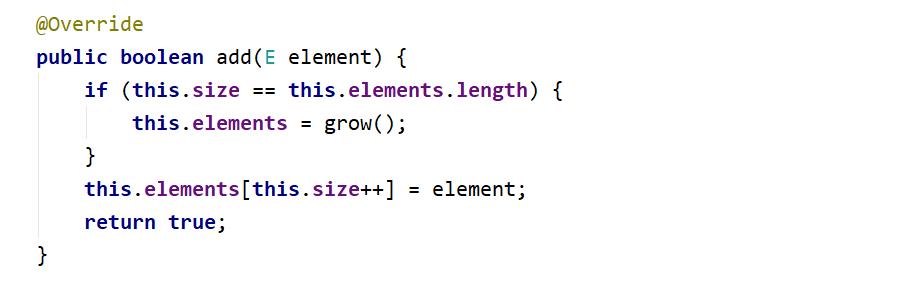 @Override
public boolean add(E element) {
    if (this.size == this.elements.length) {
        this.elements = grow();
    }
    this.elements[this.size++] = element;
    return true;
}